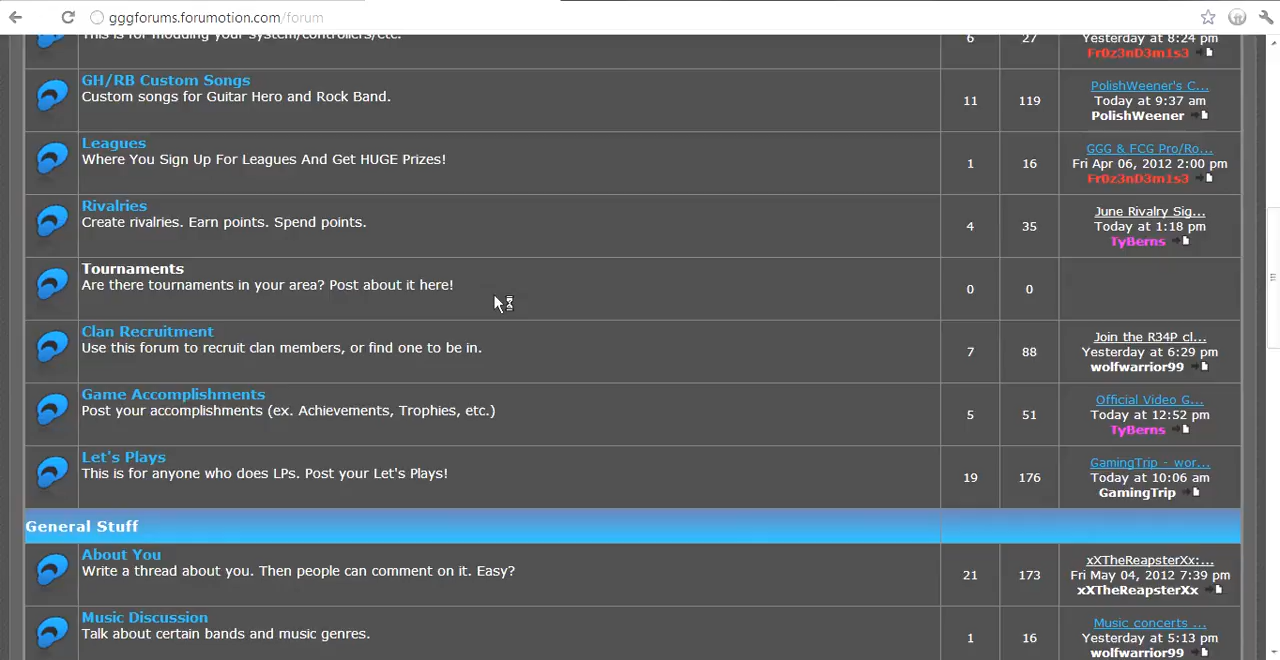 gggforums.forumotion.com/forum
This is for modding your system/controllers/etc.
6
27
Yesterday at 8:24 pm
Fr0z3nD3m1s3
GH/RB Custom Songs
Custom songs for Guitar Hero and Rock Band.
11
119
PolishWeener's C...
Today at 9:37 am
PolishWeener
Leagues
Where You Sign Up For Leagues And Get HUGE Prizes!
1
16
GGG & FCG Pro/Ro...
Fri Apr 06, 2012 2:00 pm
Fr0z3nD3m1s3
Rivalries
Create rivalries. Earn points. Spend points.
4
35
June Rivalry Sig...
Today at 1:18 pm
TyBerns
Tournaments
Are there tournaments in your area? Post about it here!
0
0
Clan Recruitment
Use this forum to recruit clan members, or find one to be in.
7
88
Join the R34P cl...
Yesterday at 6:29 pm
wolfwarrior99
Game Accomplishments
Post your accomplishments (ex. Achievements, Trophies, etc.)
5
51
Official Video G...
Today at 12:52 pm
TyBerns
Let's Plays
This is for anyone who does LPs. Post your Let's Plays!
19
176
GamingTrip - wor...
Today at 10:06 am
GamingTrip
General Stuff
About You
Write a thread about you. Then people can comment on it. Easy?
21
173
xXTheReapsterXx:...
Fri May 04, 2012 7:39 pm
xXTheReapsterXx
Music Discussion
Talk about certain bands and music genres.
1
16
Music concerts ...
Yesterday at 5:13 pm
wolfwarrior99